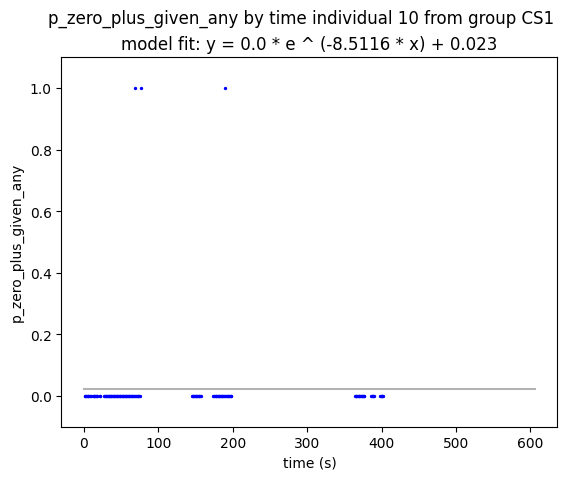 p_zero_plus_given_any by time individual 10 from group CS1
model fit: y = 0.0 * e ^ (-8.5116 * x) + 0.023
1.0
0.8
0.6
0.4
0.2
0.0
p_zero_plus_given_any
0 100 200 300 400 500 600
time (s)